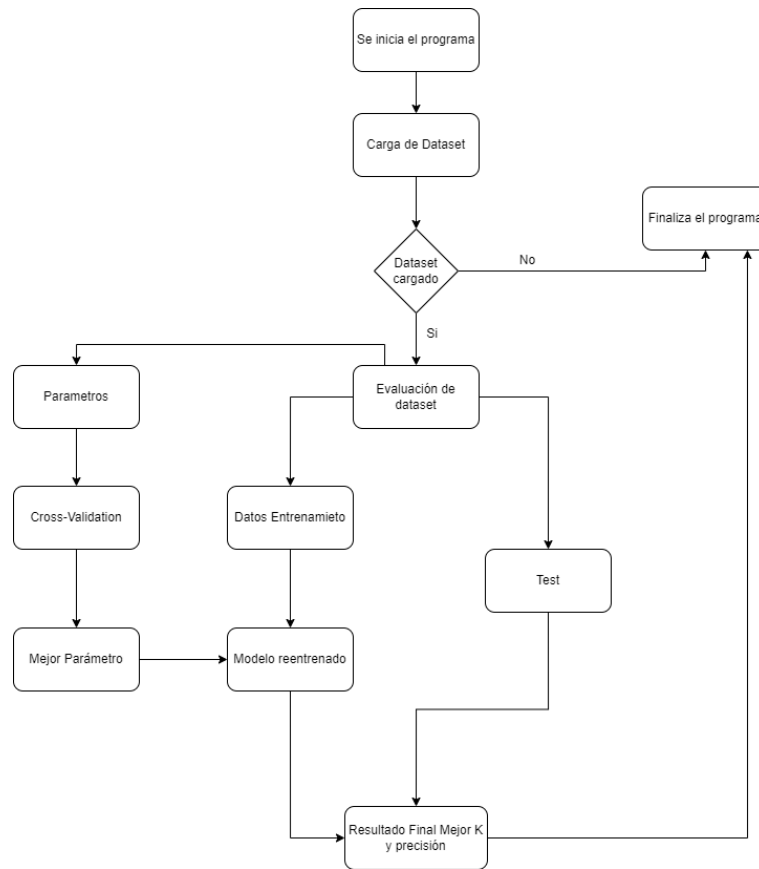 Se inicia el programa
Carga de Dataset
Finaliza el programa
Dataset
cargado
No
Si
Parametros
Evaluación de
dataset
Cross-Validation
Datos Entrenamieto
Test
Mejor Parámetro
Modelo reentrenado
Resultado Final Mejor K
y precisión